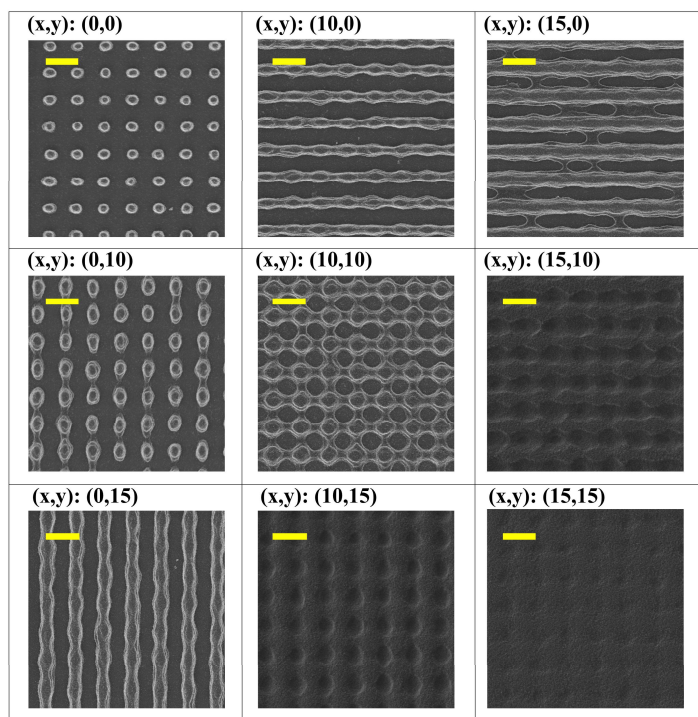 (x,y): (0,0)
(x,y): (10,0)
(x,y): (15,0)
(x,y): (0,10)
(x,y): (10,10)
(x,y): (15,10)
(x,y): (0,15)
(x,y): (10,15)
(x,y): (15,15)